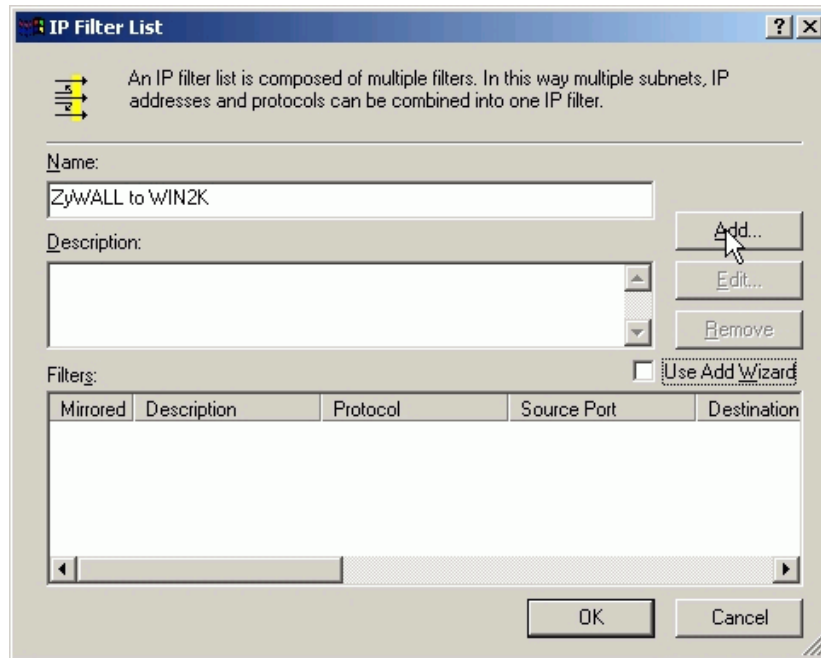 IP Filter List
An IP filter list is composed of multiple filters. In this way multiple subnets, IP
addresses and protocols can be combined into one IP filter.
Name:
ZyWALL to WIN2K
Add...
Description:
Edit...
Remove
Filters:
Use Add Wizard
Mirrored Description Protocol Source Port Destination
OK Cancel